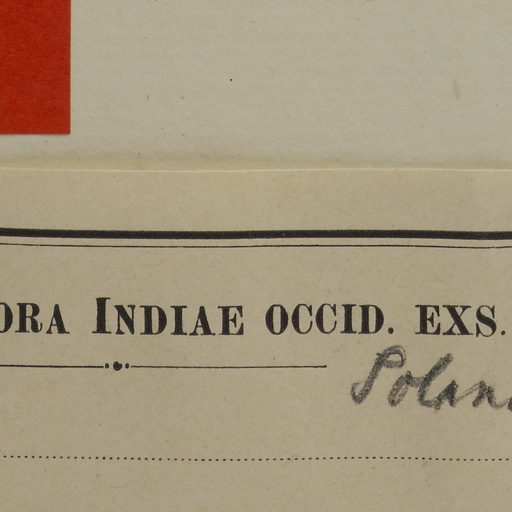 ORA INDIAE OCCID. EXS.
Solan